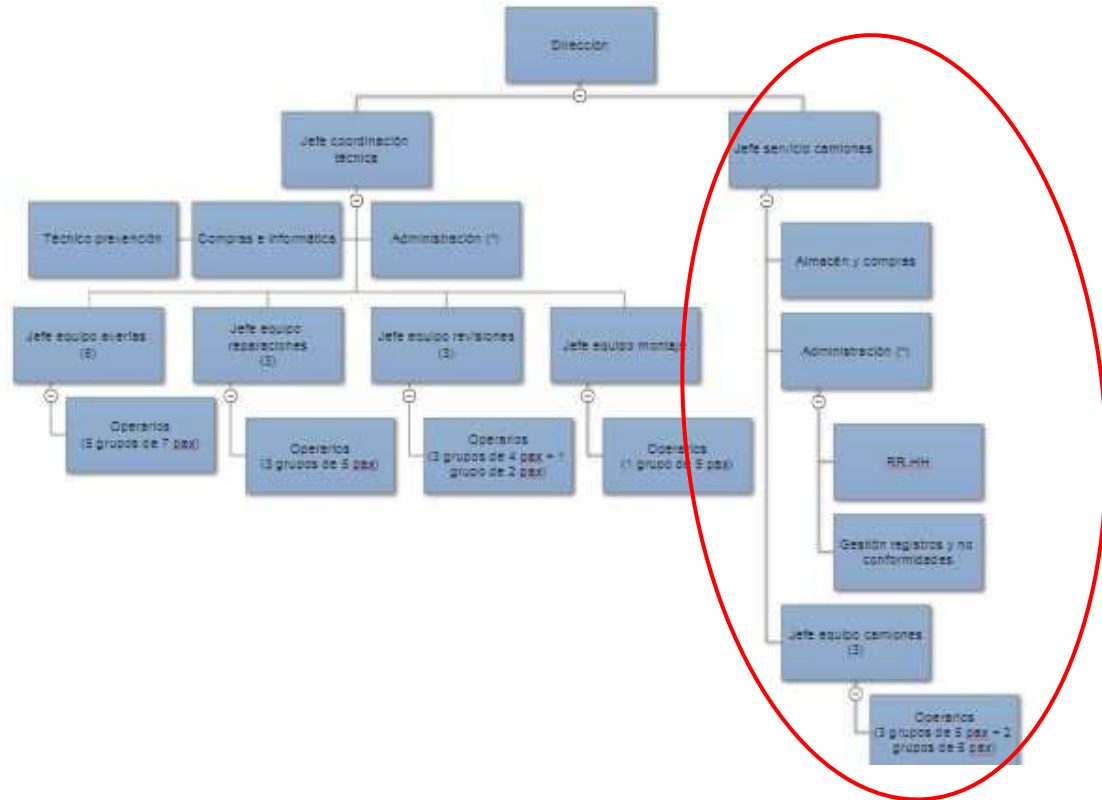 Dirección
Jefe coordinación
técnica
Jefe servicio camiones
Técnico prevención
Compras e informática
Administración (*)
Almacén y compras
Jefe equipo averías
Jefe equipo
reparaciones
(3)
Jefe equipo revisiones
(3)
Jefe equipo montaje
Administración (*)
Operarios
grupos de 7 pax)
Operarios
(3 grupos de 5 pax)
Operarios
(3 grupos de 4 pax + 1
grupo de 2 pax)
Operarios
(1 grupo de 5 pax)
RR.HH
Gestión registros y no
conformidades
Jefe equipo camiones
(3)
Operarios
grupos de 5 pax + 2
grupos de pax)